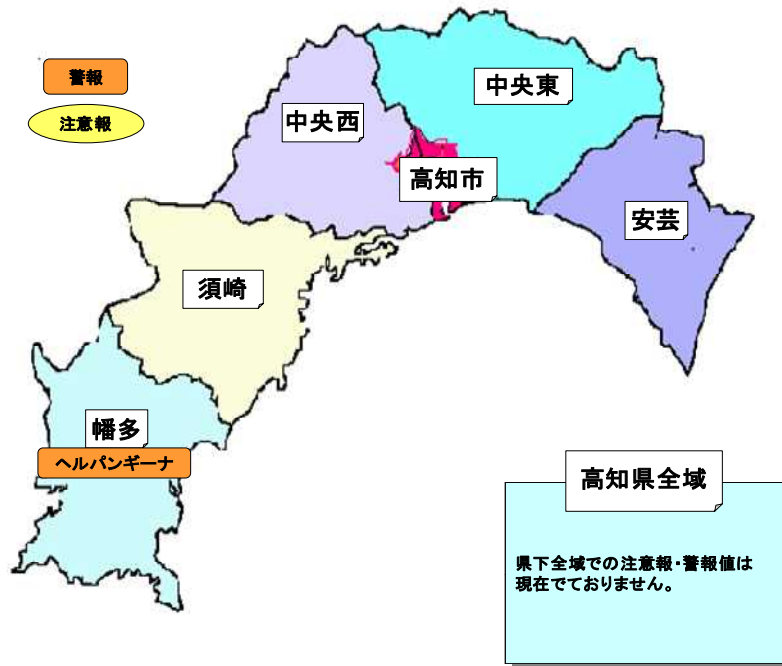 警報
注意報
中央東
中央西
高知市
安芸
須崎
幡多
ヘルパンギーナ
高知県全域
県下全域での注意報・警報値は
現在でておりません。